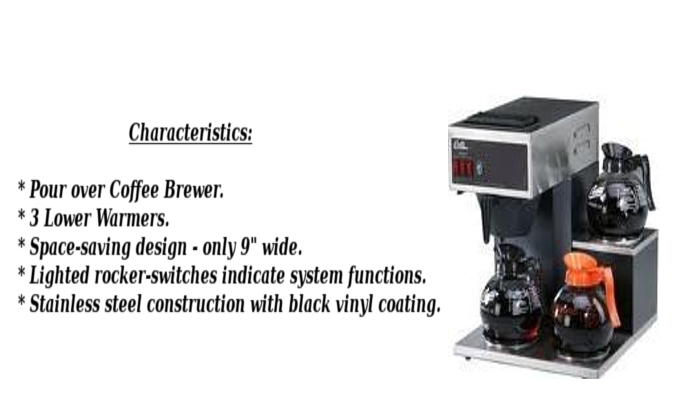 Characteristics:
* Pour over Coffee Brewer.
* 3 Lower Warmers.
* Space-saving design - only 9" wide.
* Lighted rocker-switches indicate system functions.
* Stainless steel construction with black vinyl coating.